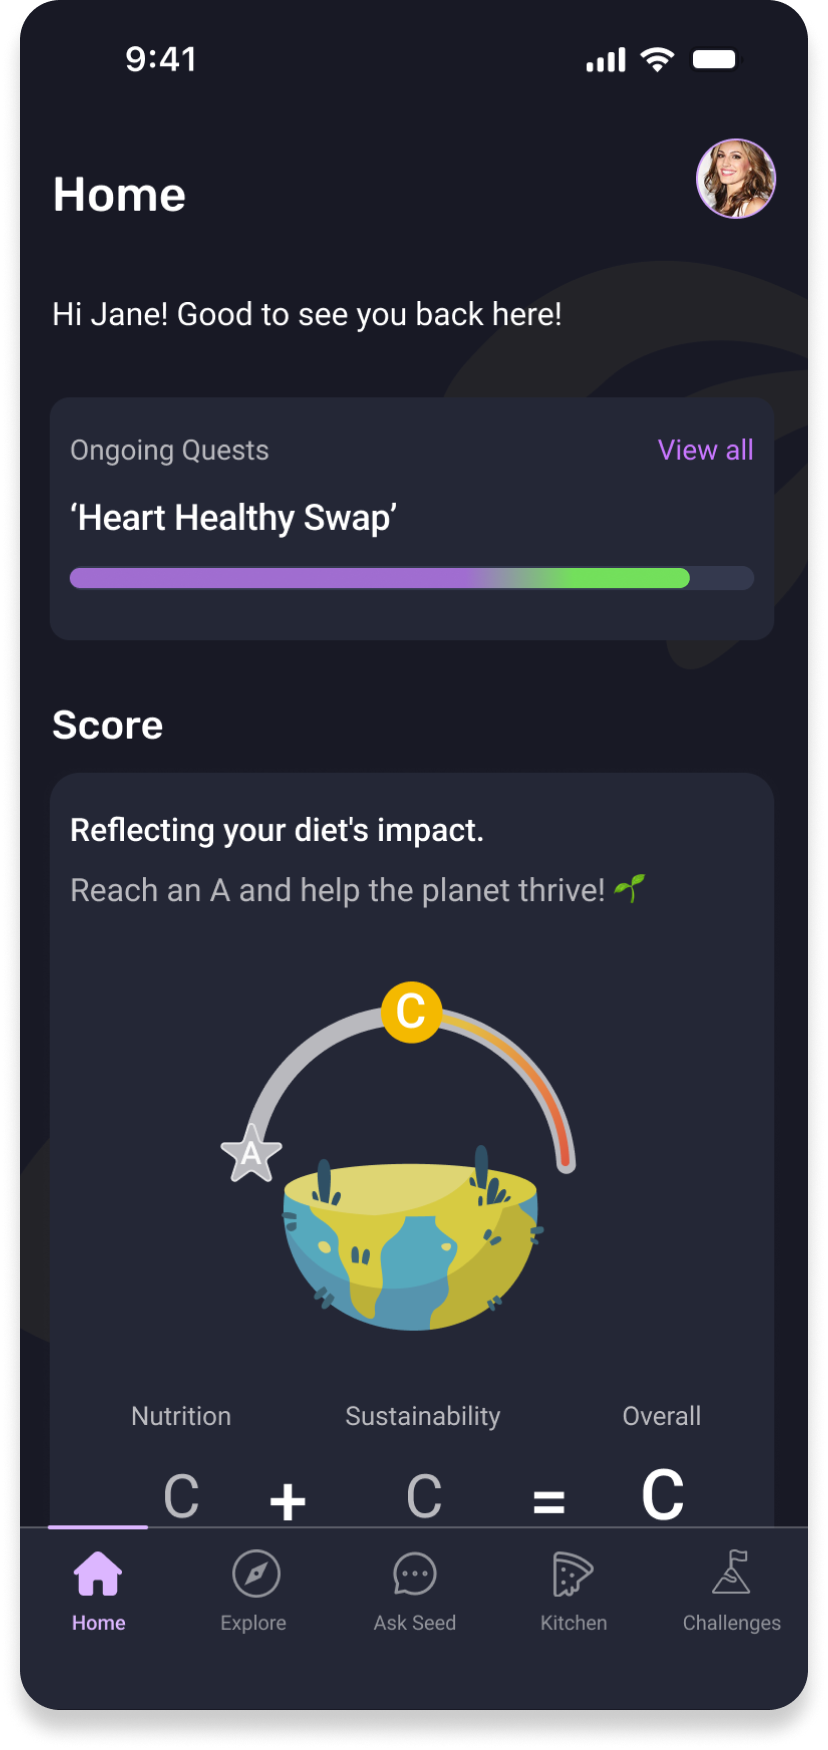 9:41
Home
Hi Jane! Good to see you back here!
Ongoing Quests View all
‘Heart Healthy Swap’
Score
Reflecting your diet's impact.
Reach an A and help the planet thrive! 🌱
C
A
Nutrition Sustainability Overall
C + C = C
Home Explore Ask Seed Kitchen Challenges